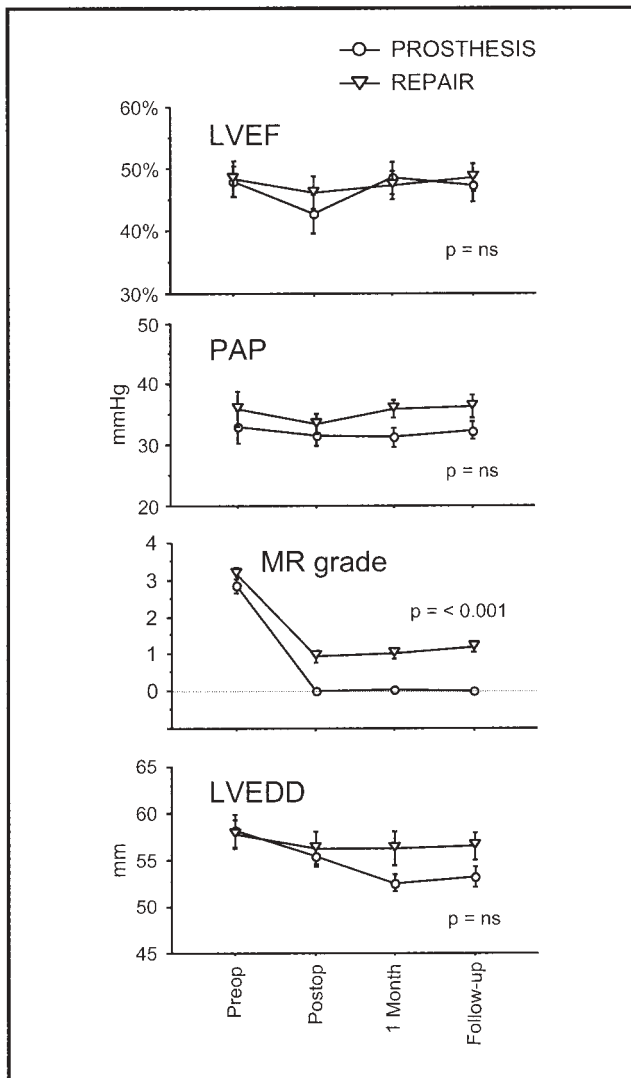 PROSTHESIS
REPAIR
60%
LVEF
50%
40%
p = ns
30%
50
PAP
40
mmHg
30
p = ns
20
4
MR grade
3
p = < 0.001
2
1
0
65
LVEDD
60
mm
55
50
p = ns
45
Preop
Postop
1 Month
Follow-up